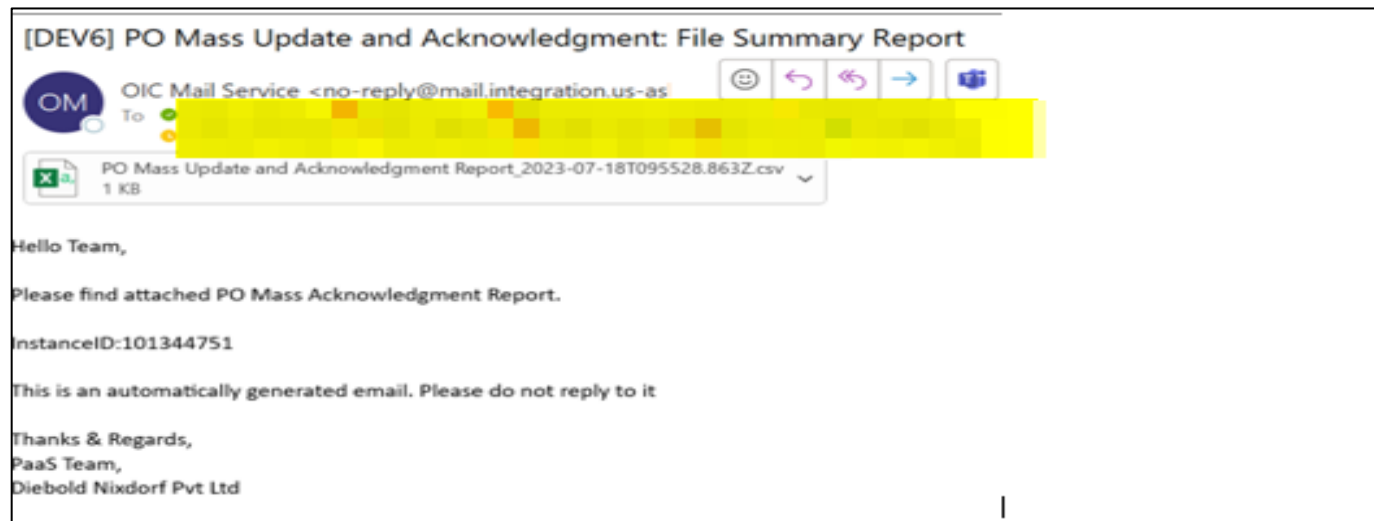 [DEV6] PO Mass Update and Acknowledgment: File Summary Report
OM
OIC Mail Service <no-reply@mail.integration.us-as
To
PO Mass Update and Acknowledgment Report_2023-07-18T095528.863Z.csv
1 KB
Hello Team,
Please find attached PO Mass Acknowledgment Report.
InstanceID:101344751
This is an automatically generated email. Please do not reply to it
Thanks & Regards,
PaaS Team,
Diebold Nixdorf Pvt Ltd